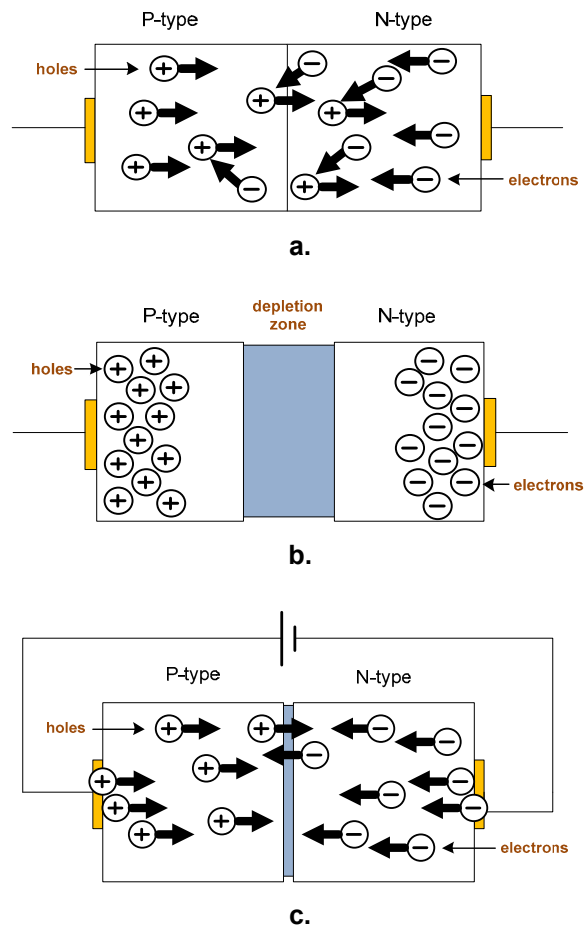 P-type N-type
holes
electrons
a.
depletion
zone
P-type N-type
holes
electrons
b.
P-type N-type
holes
electrons
c.